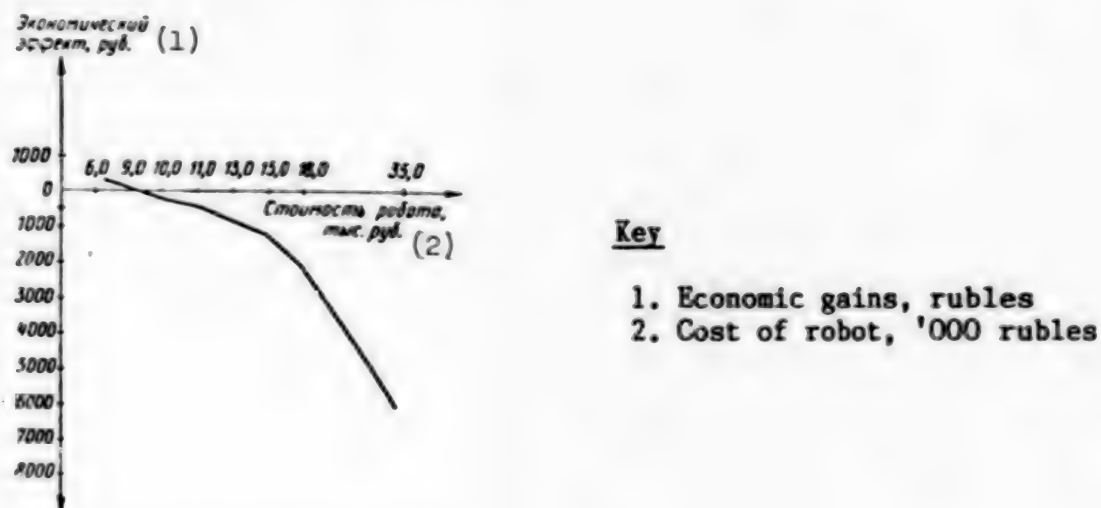 Экономический
эффект, руб. (1)
1000
6,0 9,0 10,0 11,0 13,0 15,0 18,0 35,0
0
Стоимость робота,
тыс. руб. (2)
1000
2000
3000
4000
5000
6000
7000
8000
Key
1. Economic gains, rubles
2. Cost of robot, '000 rubles